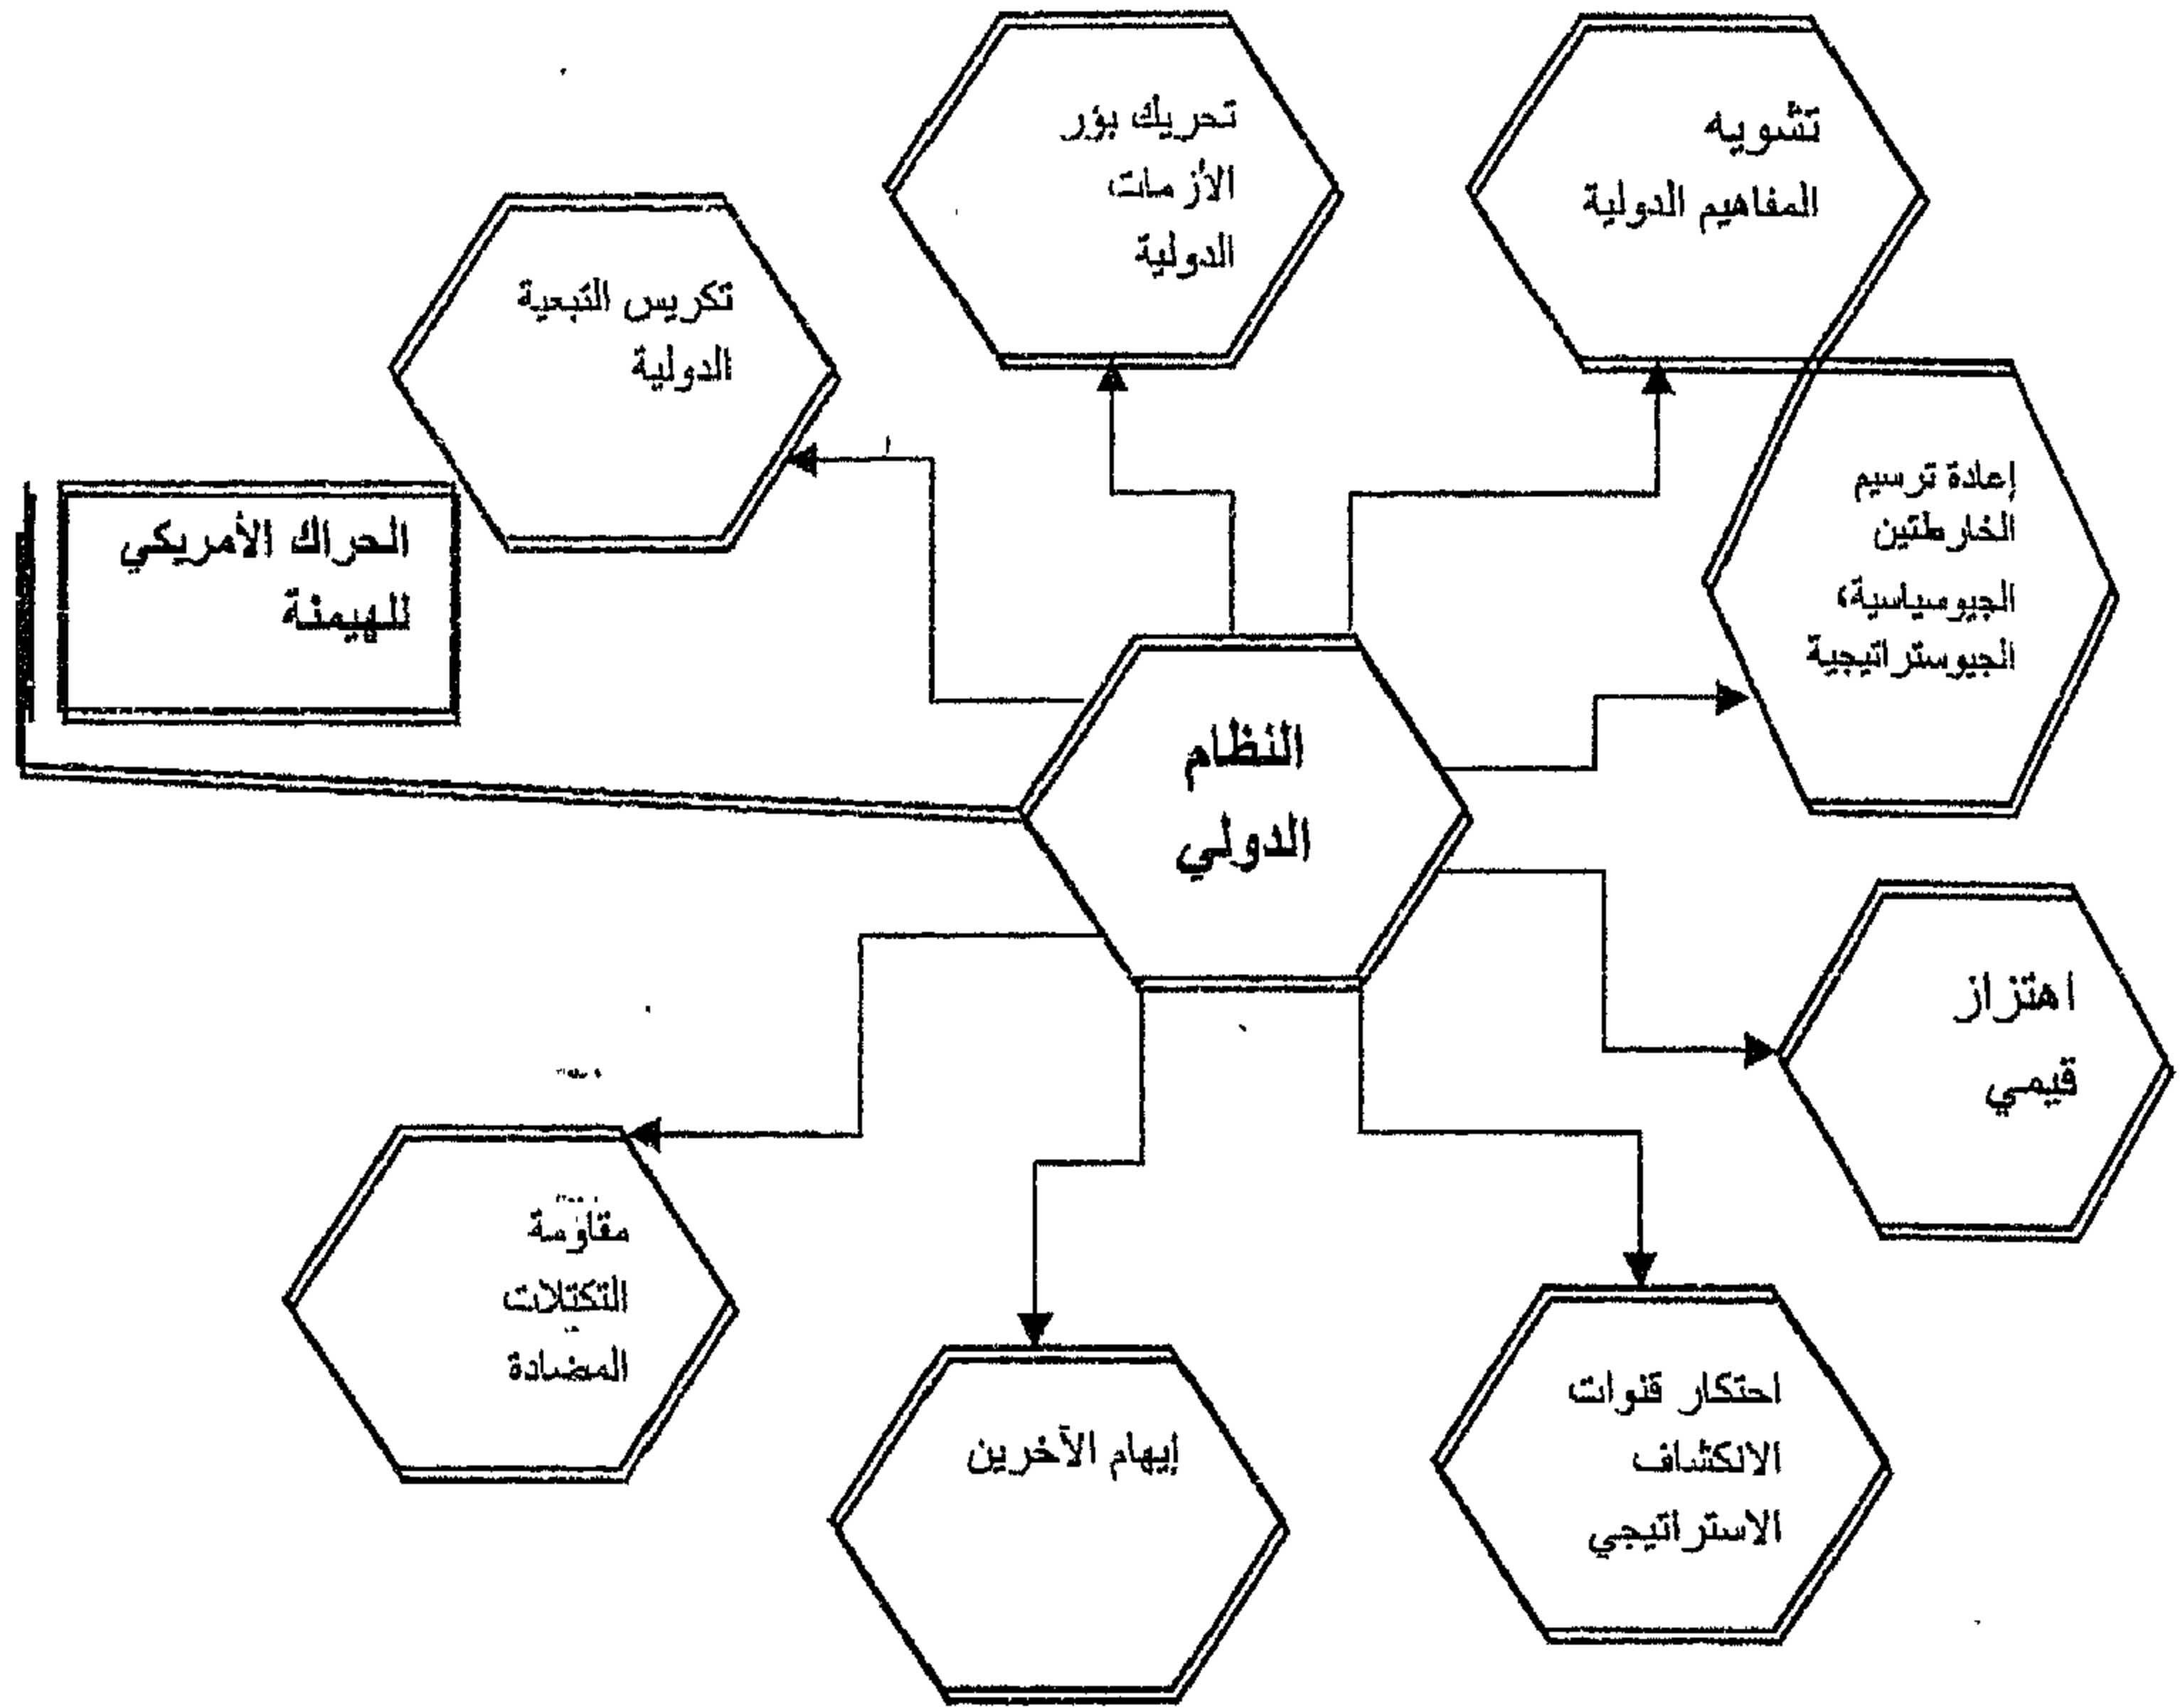 تشويه
المفاهيم الدولية
تحريك بؤر
الأزمات
الدولية
تكريس التبعية
الدولية
إعادة ترسيم
الخارطتين
الجيوسياسية،
الجيوستراتيجية
الحراك الأمريكي
للهيمنة
النظام
الدولي
اهتزاز
قيمي
مقاومة
التكتلات
المضادة
إيهام الآخرين
احتكار قنوات
الانكشاف
الاستراتيجي